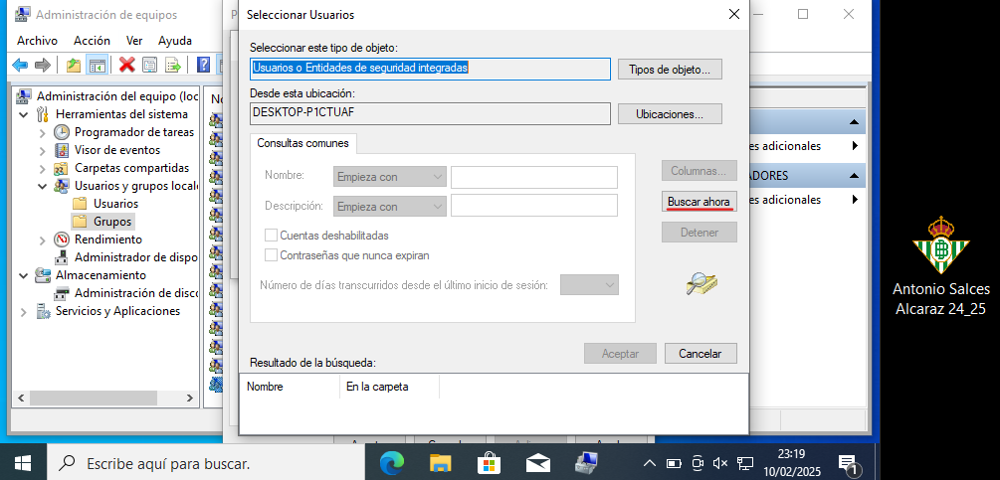 Administración de equipos
Archivo Acción Ver Ayuda
Administración del equipo (loc
Herramientas del sistema
Programador de tareas
Visor de eventos
Carpetas compartidas
Usuarios y grupos locale
Usuarios
Grupos
Rendimiento
Administrador de dispo
Almacenamiento
Administración de disco
Servicios y Aplicaciones
Seleccionar Usuarios
Seleccionar este tipo de objeto:
Usuarios o Entidades de seguridad integradas
Tipos de objeto...
Desde esta ubicación:
DESKTOP-P1CTUAF
Ubicaciones...
Consultas comunes
Nombre: Empieza con
Descripción: Empieza con
Cuentas deshabilitadas
Contraseñas que nunca expiran
Número de días transcurridos desde el último inicio de sesión:
Columnas...
Buscar ahora
Detener
Aceptar Cancelar
Resultado de la búsqueda:
Nombre En la carpeta
es adicionales
ADORES
es adicionales
Antonio Salces
Alcaraz 24_25
Escribe aquí para buscar.
23:19
10/02/2025
1